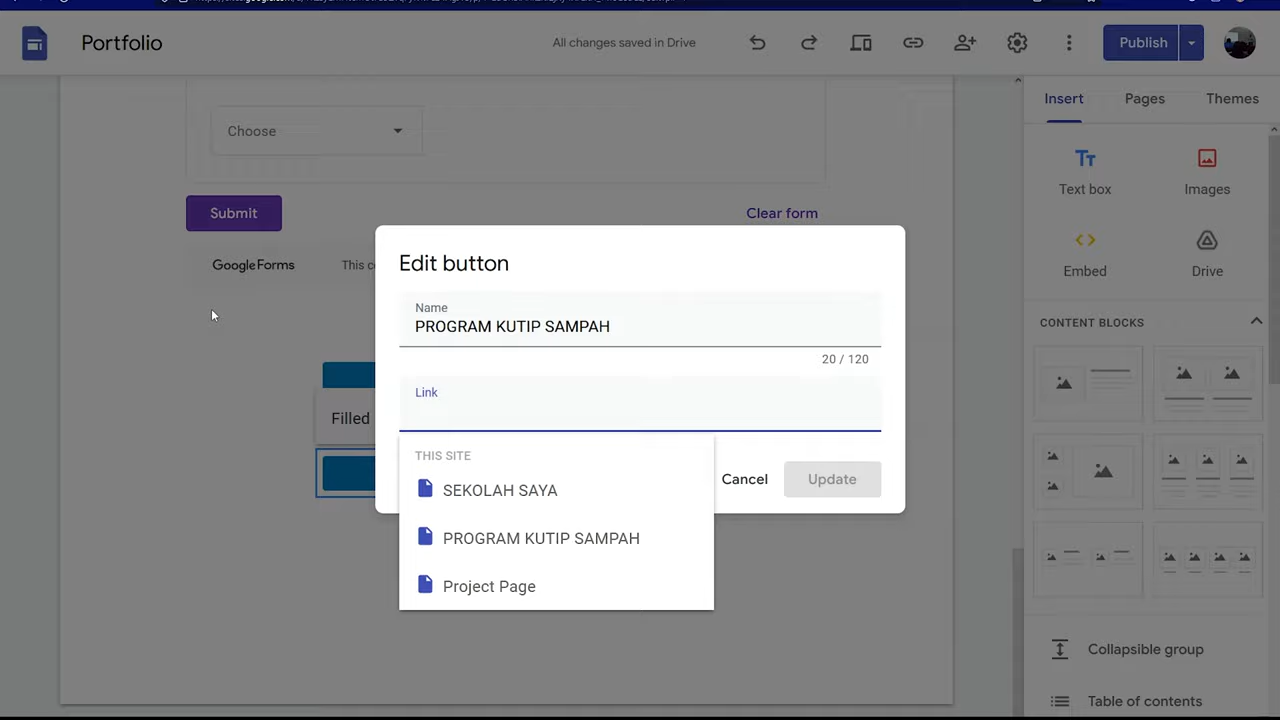 Portfolio
All changes saved in Drive
Publish
Insert
Pages
Themes
Choose
Text box
Images
Submit
Clear form
Embed
Drive
Google Forms
This c
Edit button
Name
PROGRAM KUTIP SAMPAH
20 / 120
Link
CONTENT BLOCKS
Filled
THIS SITE
SEKOLAH SAYA
PROGRAM KUTIP SAMPAH
Project Page
Cancel
Update
Collapsible group
Table of contents